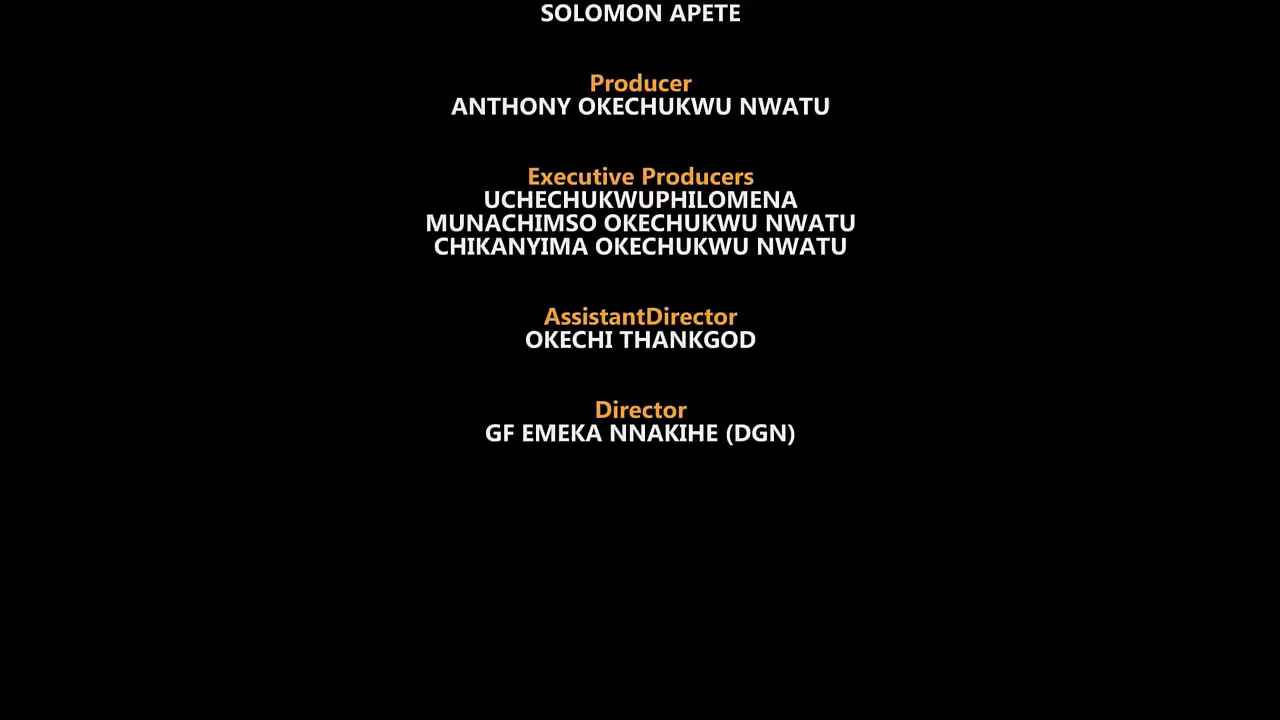 SOLOMON APETE
Producer
ANTHONY OKECHUKWU NWATU
Executive Producers
UCHECHUKWUPHILOMENA
MUNACHIMSO OKECHUKWU NWATU
CHIKANYIMA OKECHUKWU NWATU
AssistantDirector
OKECHI THANKGOD
Director
GF EMEKA NNAKIHE (DGN)